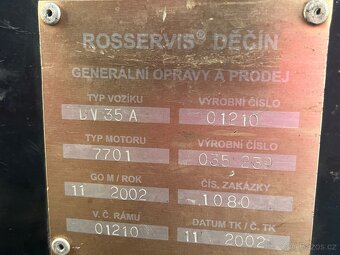 ROSSERVIS® DĚČÍN
GENERÁLNÍ OPRAVY A PRODEJ
TYP VOZÍKU VÝROBNÍ ČÍSLO
DV 35 A 01210
TYP MOTORU VÝROBNÍ ČÍSLO
7701
GO M / ROK ČÍS. ZAKÁZKY
11 2002 1080
V. Č. RÁMU DATUM TK / Č. TK
01210 11 2002